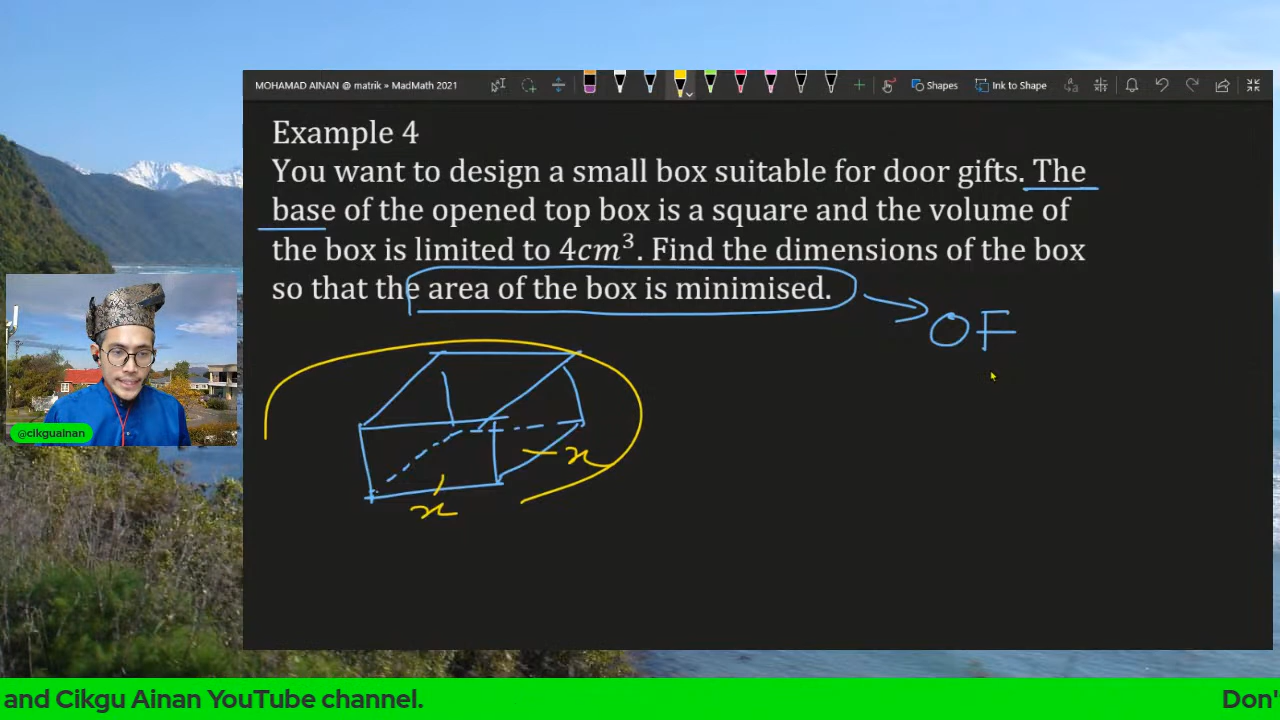 MOHAMAD AINAN @ matrik » MadMath 2021
Shapes
Ink to Shape
Example 4
You want to design a small box suitable for door gifts. The
base of the opened top box is a square and the volume of
the box is limited to 4cm³. Find the dimensions of the box
so that the area of the box is minimised.
OF
x
x
@cikguainan
and Cikgu Ainan YouTube channel.
Don'